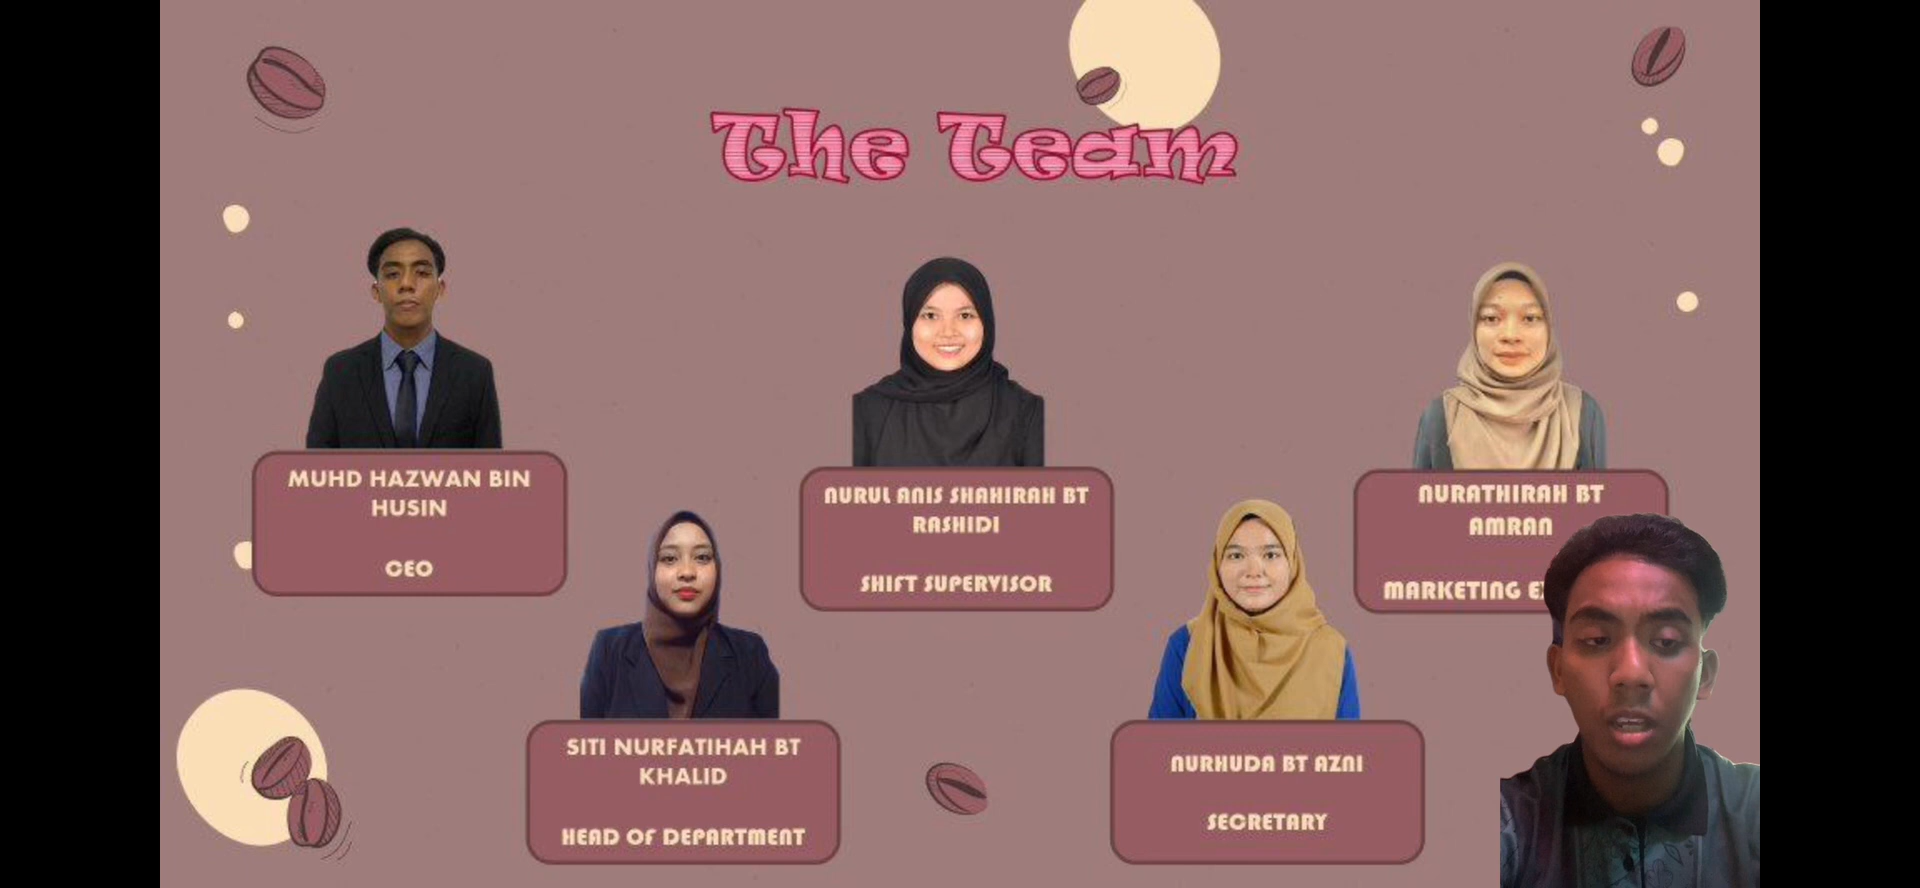 The Team
MUHD HAZWAN BIN
HUSIN
CEO
NURUL ANIS SHAHIRAH BT
RASHIDI
SHIFT SUPERVISOR
NURATHIRAH BT
AMRAN
MARKETING
SITI NURFATIHAH BT
KHALID
HEAD OF DEPARTMENT
NURHUDA BT AZNI
SECRETARY